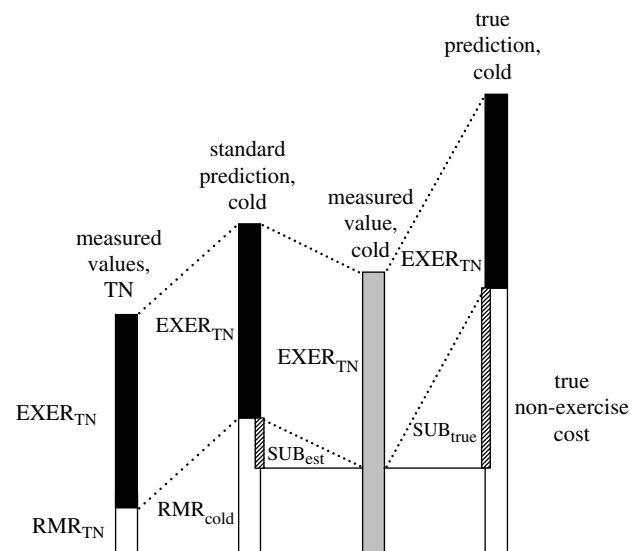 measured
values,
TN
EXER_TN
RMR_TN
standard
prediction,
cold
EXER_TN
RMR_cold
SUB_est
measured
value,
cold
EXER_TN
true
prediction,
cold
EXER_TN
SUB_true
true
non-exercise
cost